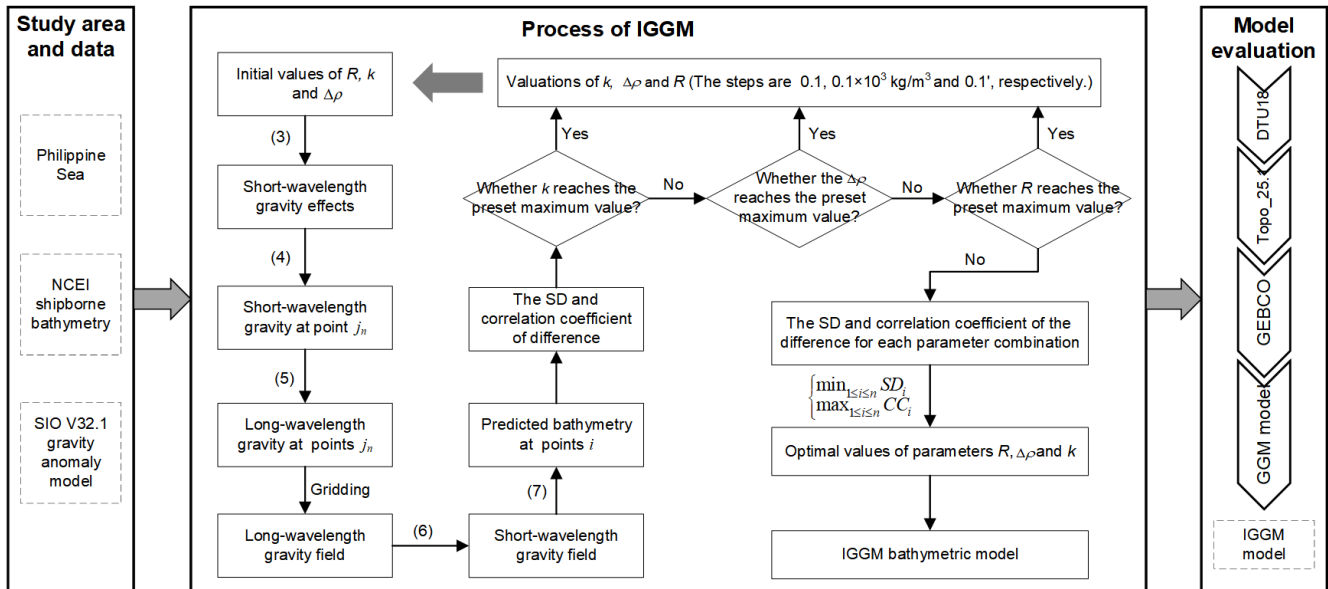 Study area
and data
Philippine
Sea
NCEI
shipborne
bathymetry
SIO V32.1
gravity
anomaly
model
Process of IGGM
Initial values of R, k
and Δρ
(3)
Short-wavelength
gravity effects
(4)
Short-wavelength
gravity at point jₙ
(5)
Long-wavelength
gravity at points jₙ
Gridding
Long-wavelength
gravity field
(6)
Short-wavelength
gravity field
(7)
Predicted bathymetry
at points i
The SD and
correlation coefficient
of difference
Whether k reaches the
preset maximum value?
Yes
No
Whether the Δρ
reaches the preset
maximum value?
Yes
No
Whether R reaches the
preset maximum value?
Yes
No
Valuations of k, Δρ and R (The steps are 0.1, 0.1×10³ kg/m³ and 0.1', respectively.)
The SD and correlation coefficient of the
difference for each parameter combination
{min₁≤i≤n SDᵢ
max₁≤i≤n CCᵢ
Optimal values of parameters R, Δρ and k
IGGM bathymetric model
Model
evaluation
DTU18
Topo_25.1
GEBCO
GGM model
IGGM
model